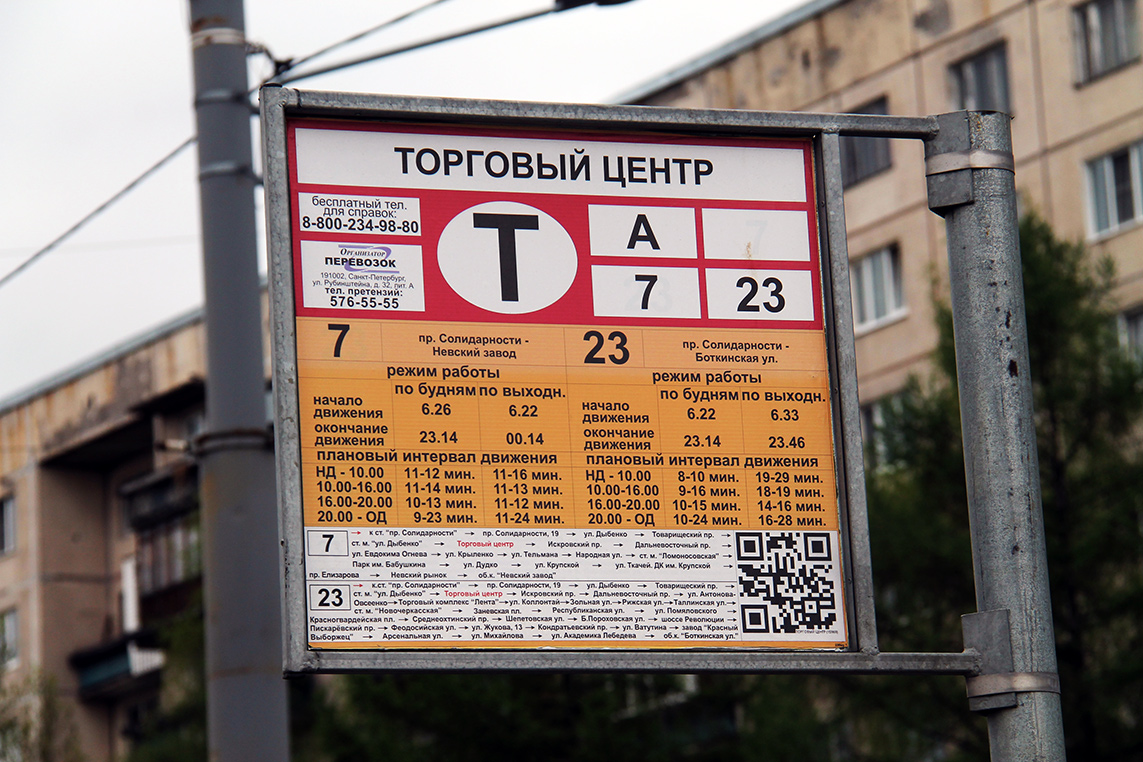 ТОРГОВЫЙ ЦЕНТР
бесплатный тел.
для справок:
8-800-234-98-80
ОРГАНИЗАТОР
ПЕРЕВОЗОК
191002, Санкт-Петербург,
ул. Рубинштейна, д. 32, лит. А
тел. претензий:
576-55-55
Т
А
7 23
7 пр. Солидарности -
Невский завод
23 пр. Солидарности -
Боткинская ул.
режим работы
по будням по выходн.
начало
движения 6.26 6.22
окончание
движения 23.14 00.14
плановый интервал движения
НД - 10.00 11-12 мин. 11-16 мин.
10.00-16.00 11-14 мин. 11-13 мин.
16.00-20.00 10-13 мин. 11-12 мин.
20.00 - ОД 9-23 мин. 11-24 мин.
режим работы
по будням по выходн.
начало
движения 6.22 6.33
окончание
движения 23.14 23.46
плановый интервал движения
НД - 10.00 8-10 мин. 19-29 мин.
10.00-16.00 9-16 мин. 18-19 мин.
16.00-20.00 10-15 мин. 14-16 мин.
20.00 - ОД 10-24 мин. 16-28 мин.
7 → к ст. "пр. Солидарности" → пр. Солидарности, 19 → ул. Дыбенко → Товарищеский пр. →
ст. м. "ул. Дыбенко" → Торговый центр → Искровский пр. → Дальневосточный пр. →
ул. Евдокима Огнева → ул. Крыленко → ул. Тельмана → Народная ул. → ст. м. "Ломоносовская" →
Парк им. Бабушкина → ул. Дудко → ул. Крупской → ул. Ткачей, ДК им. Крупской →
пр. Елизарова → Невский рынок → об.к. "Невский завод"
23 → к.ст. "пр. Солидарности" → пр. Солидарности, 19 → ул. Дыбенко → Товарищеский пр. →
ст. м. "ул. Дыбенко" → Торговый центр → Искровский пр. → Дальневосточный пр. → ул. Антонова-
Овсеенко → Торговый комплекс "Лента" → ул. Коллонтай → Зольная ул. → Рижская ул. → Таллинская ул. →
ст. м. "Новочеркасская" → Заневская пл. → Республиканская ул. → ул. Помяловского →
Красногвардейская пл. → Среднеохтинский пр. → Шепетовская ул. → Б.Пороховская ул. → шоссе Революции →
Пискарёвский пр. → Феодосийская ул. → ул. Жукова, 13 → Кондратьевский пр. → ул. Ватутина → завод "Красный
Выборжец" → Арсенальная ул. → ул. Михайлова → ул. Академика Лебедева → об.к. "Боткинская ул."